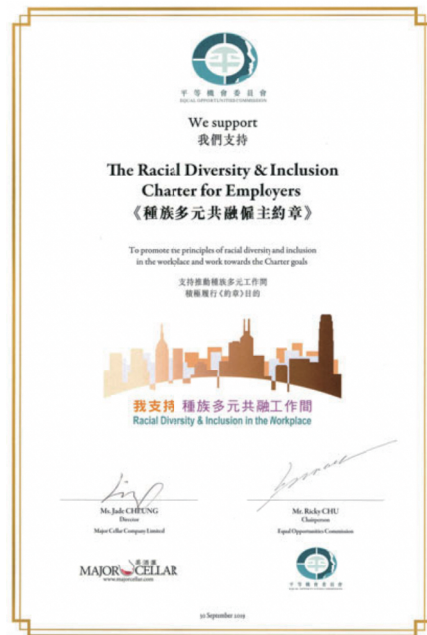 平等機會委員會
EQUAL OPPORTUNITIES COMMISSION
We support
我們支持
The Racial Diversity & Inclusion
Charter for Employers
《種族多元共融僱主約章》
To promote the principles of racial diversity and inclusion
in the workplace and work towards the Charter goals
支持推動種族多元工作間
積極履行《約章》目的
我支持 種族多元共融工作間
Racial Diversity & Inclusion in the Workplace
Ms. Jade CHEUNG
Director
Major Cellar Company Limited
Mr. Ricky CHU
Chairperson
Equal Opportunities Commission
MAJOR CELLAR
www.majorcellar.com
平等機會委員會
EQUAL OPPORTUNITIES COMMISSION